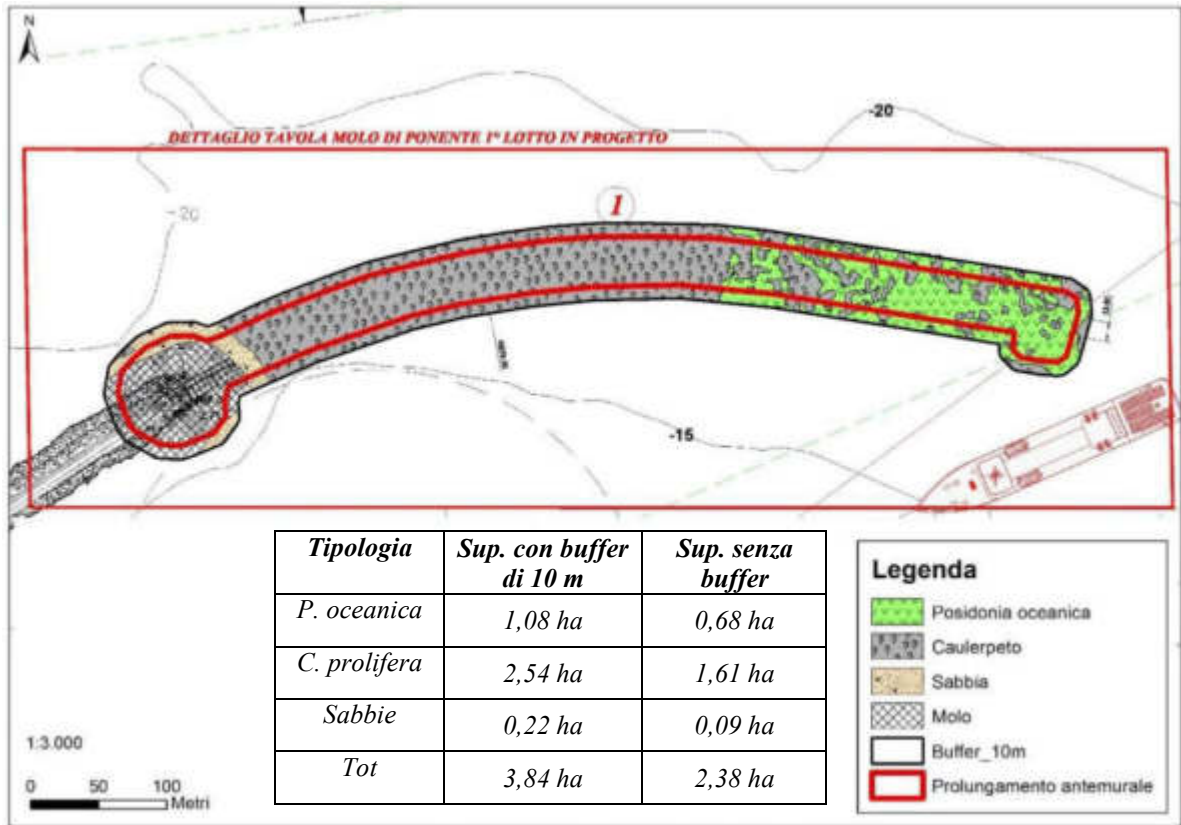 N
-20
DETTAGLIO TAVOLA MOLO DI PONENTE 1° LOTTO IN PROGETTO
-20
1
-15
Tipologia Sup. con buffer di 10 m Sup. senza buffer
P. oceanica 1,08 ha 0,68 ha
C. prolifera 2,54 ha 1,61 ha
Sabbie 0,22 ha 0,09 ha
Tot 3,84 ha 2,38 ha
Legenda
Posidonia oceanica
Caulerpeto
Sabbia
Molo
Buffer_10m
Prolungamento antemurale
1:3.000
0 50 100
Metri